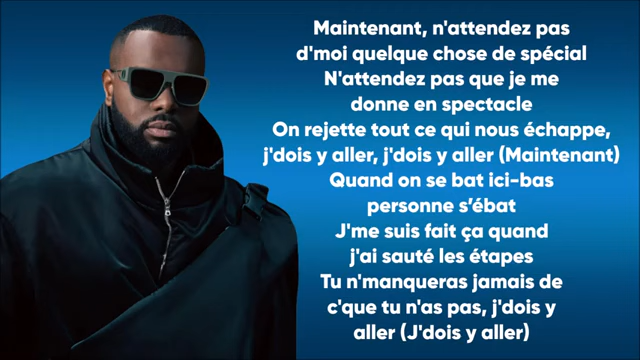 Maintenant, n'attendez pas
d'moi quelque chose de spécial
N'attendez pas que je me
donne en spectacle
On rejette tout ce qui nous échappe,
j'dois y aller, j'dois y aller (Maintenant)
Quand on se bat ici-bas
personne s’ébat
J'me suis fait ça quand
j'ai sauté les étapes
Tu n'manqueras jamais de
c'que tu n'as pas, j'dois y
aller (J'dois y aller)